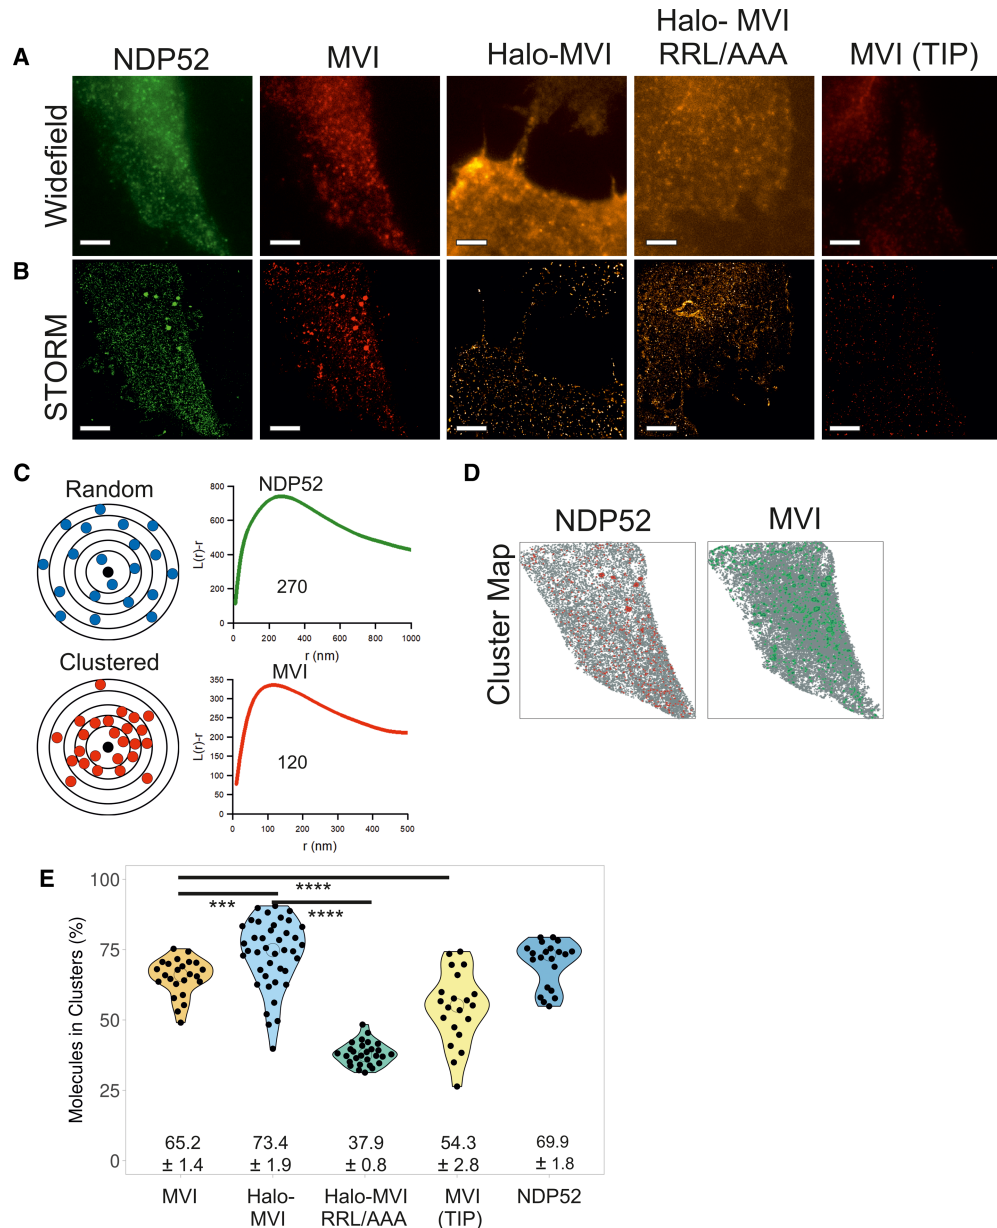 A
NDP52
MVI
Halo-MVI
Halo- MVI
RRL/AAA
MVI (TIP)
Widefield
B
STORM
C
Random
NDP52
L(r)-r
800
600
400
200
0
270
0 200 400 600 800 1000
r (nm)
Clustered
MVI
L(r)-r
350
300
250
200
150
100
50
0
120
0 100 200 300 400 500
r (nm)
D
NDP52
MVI
Cluster Map
E
Molecules in Clusters (%)
100
75
50
25
0
****
***
****
65.2 73.4 37.9 54.3 69.9
± 1.4 ± 1.9 ± 0.8 ± 2.8 ± 1.8
MVI
Halo-
MVI
Halo-MVI
RRL/AAA
MVI
(TIP)
NDP52